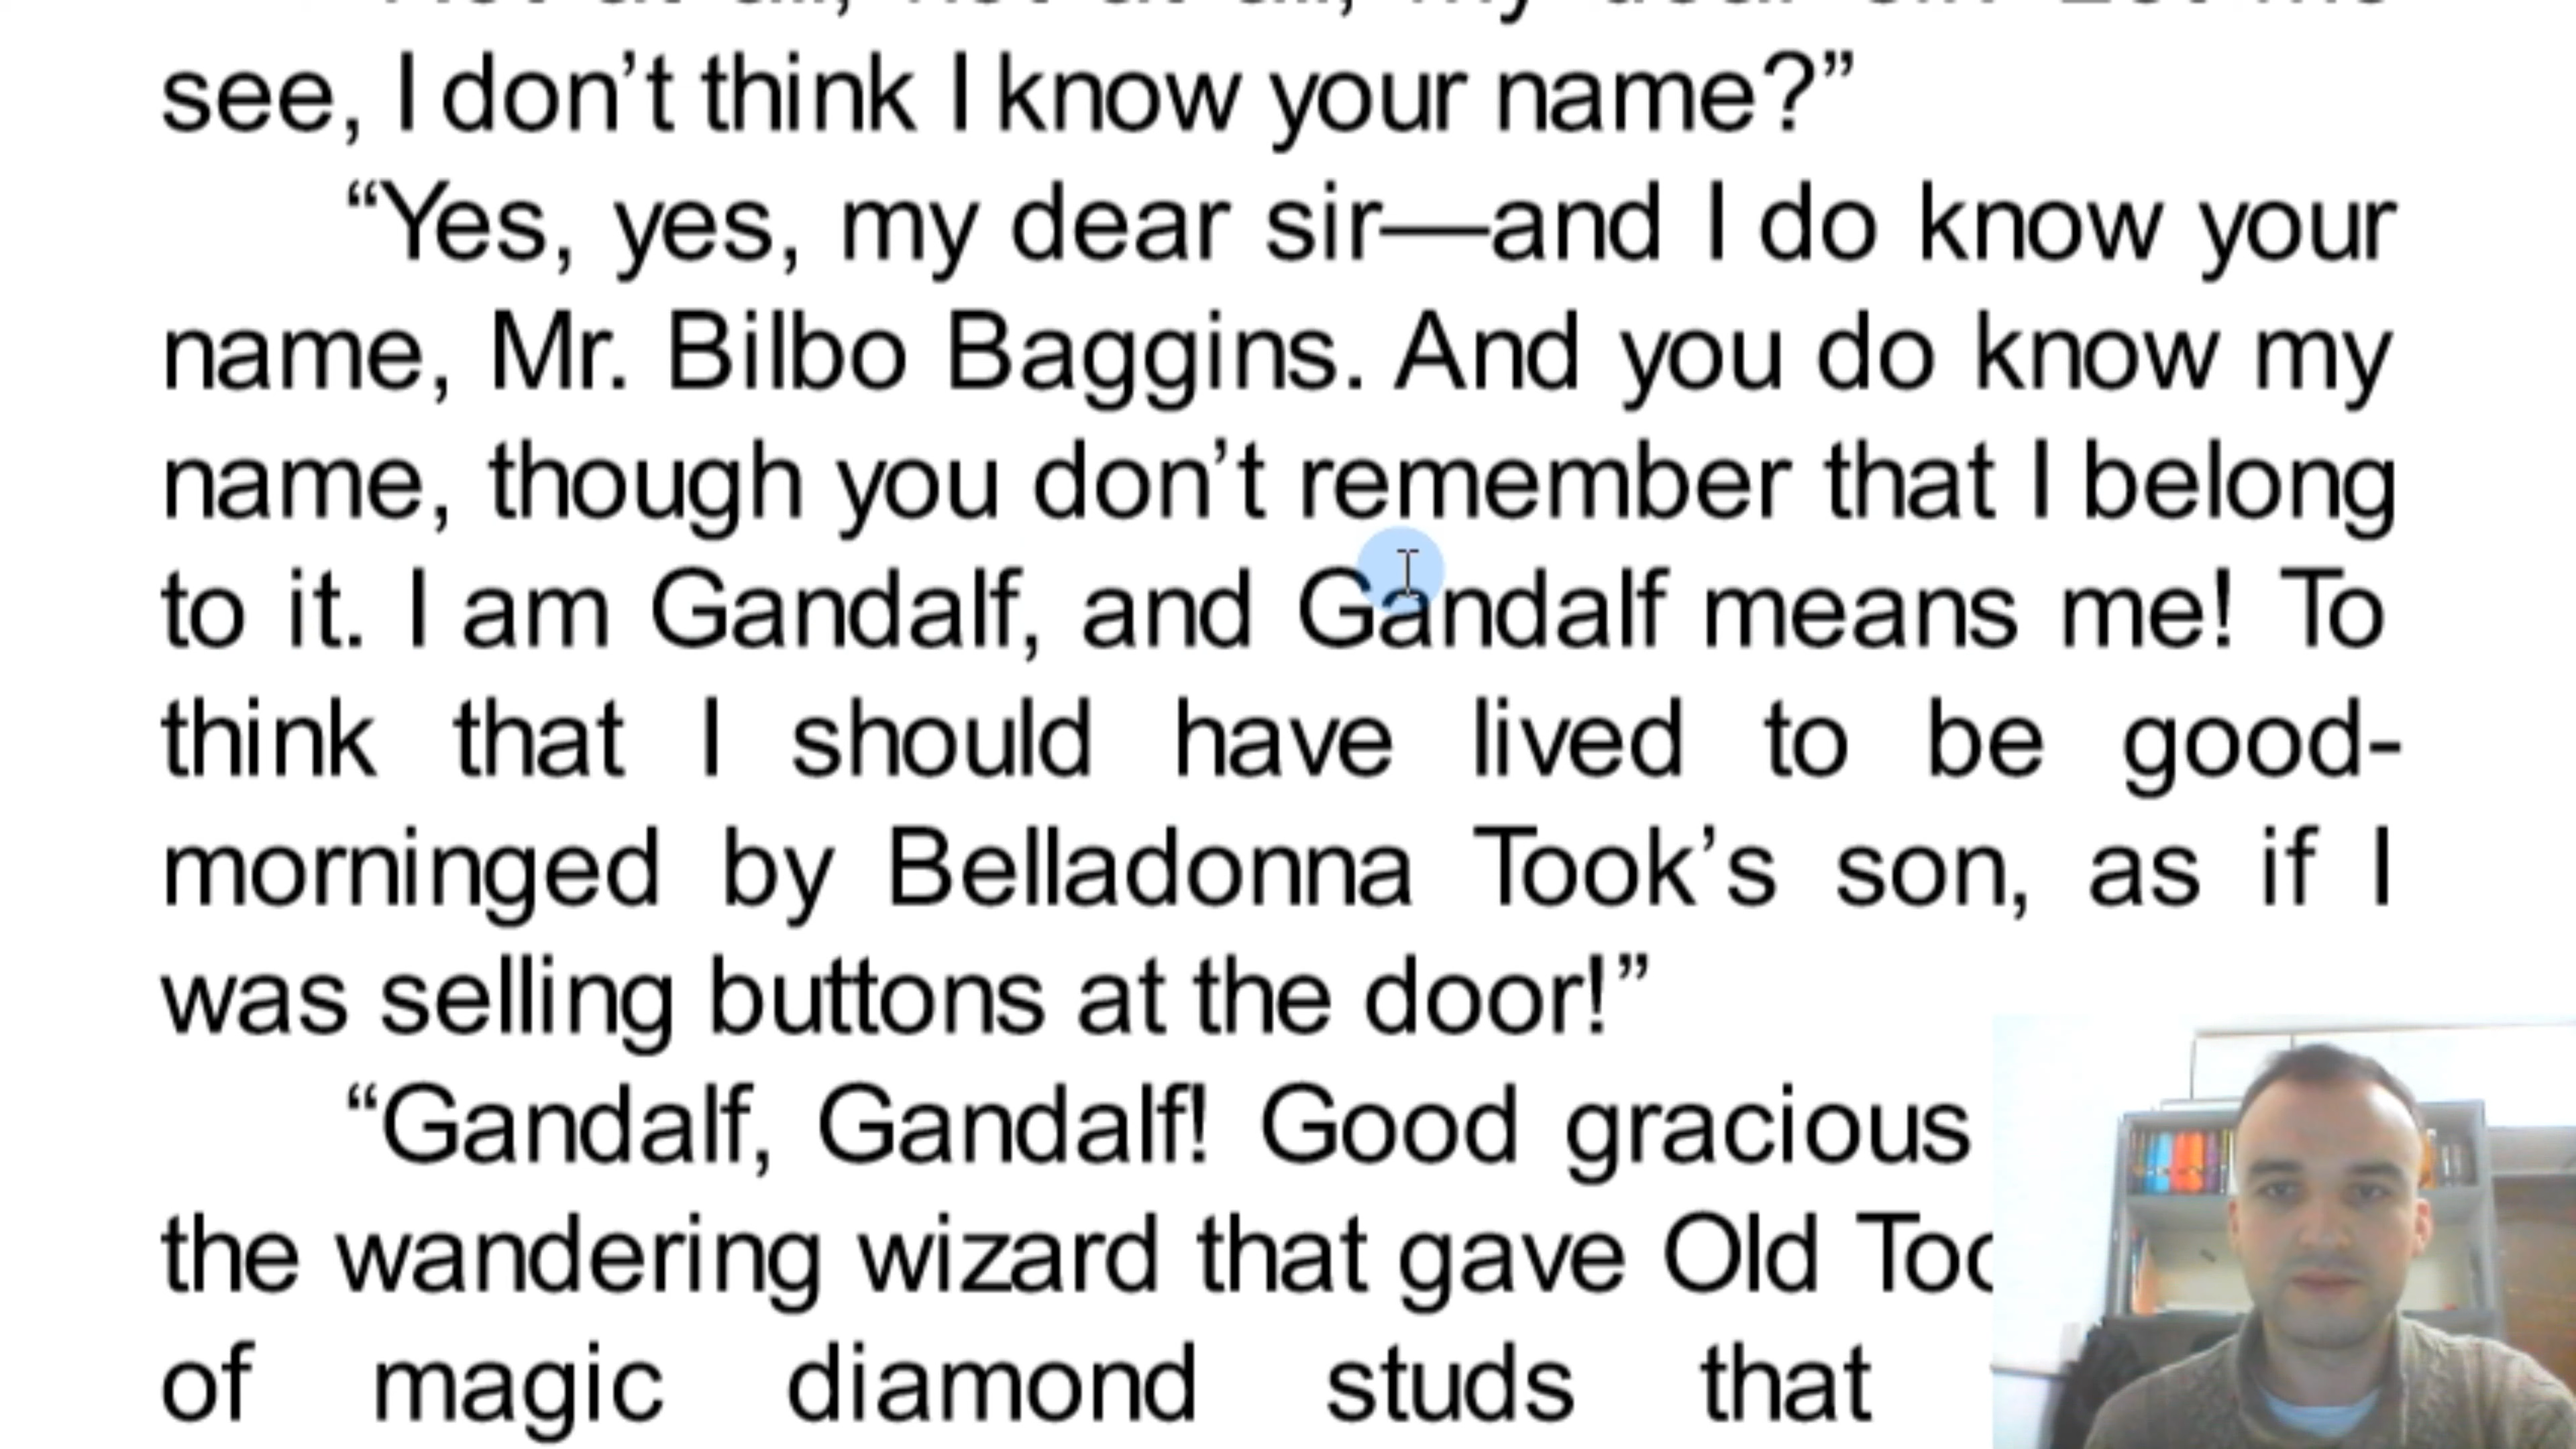 see, I don’t think I know your name?”
“Yes, yes, my dear sir—and I do know your
name, Mr. Bilbo Baggins. And you do know my
name, though you don’t remember that I belong
to it. I am Gandalf, and Gandalf means me! To
think that I should have lived to be good-
morninged by Belladonna Took’s son, as if I
was selling buttons at the door!”
“Gandalf, Gandalf! Good gracious
the wandering wizard that gave Old
of magic diamond studs that